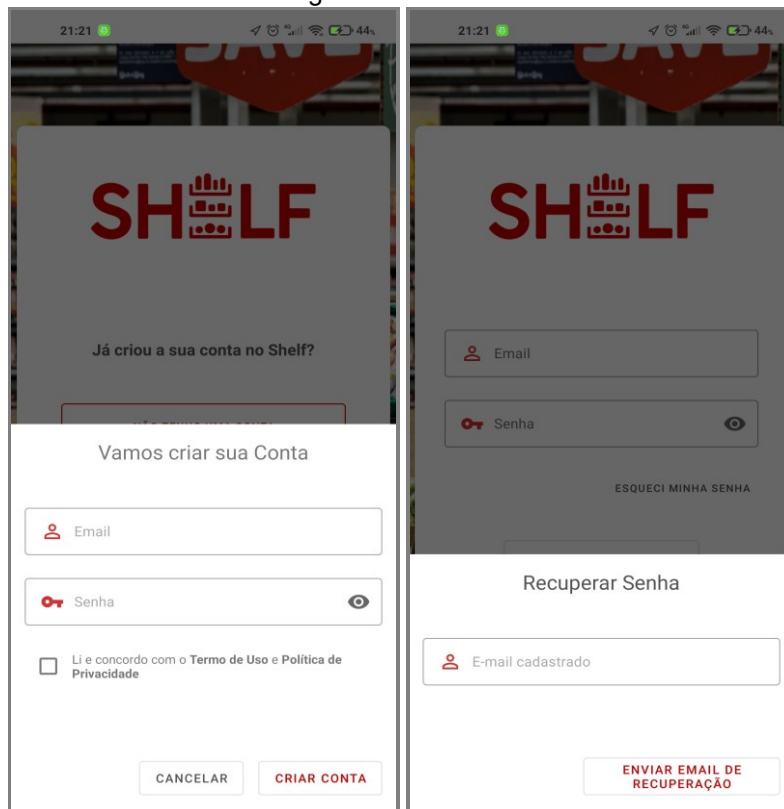 21:21
44%
SAVE
SHELF
Já criou a sua conta no Shelf?
Vamos criar sua Conta
Email
Senha
Li e concordo com o Termo de Uso e Política de
Privacidade
CANCELAR
CRIAR CONTA
21:21
44%
SHELF
Email
Senha
ESQUECI MINHA SENHA
Recuperar Senha
E-mail cadastrado
ENVIAR EMAIL DE
RECUPERAÇÃO